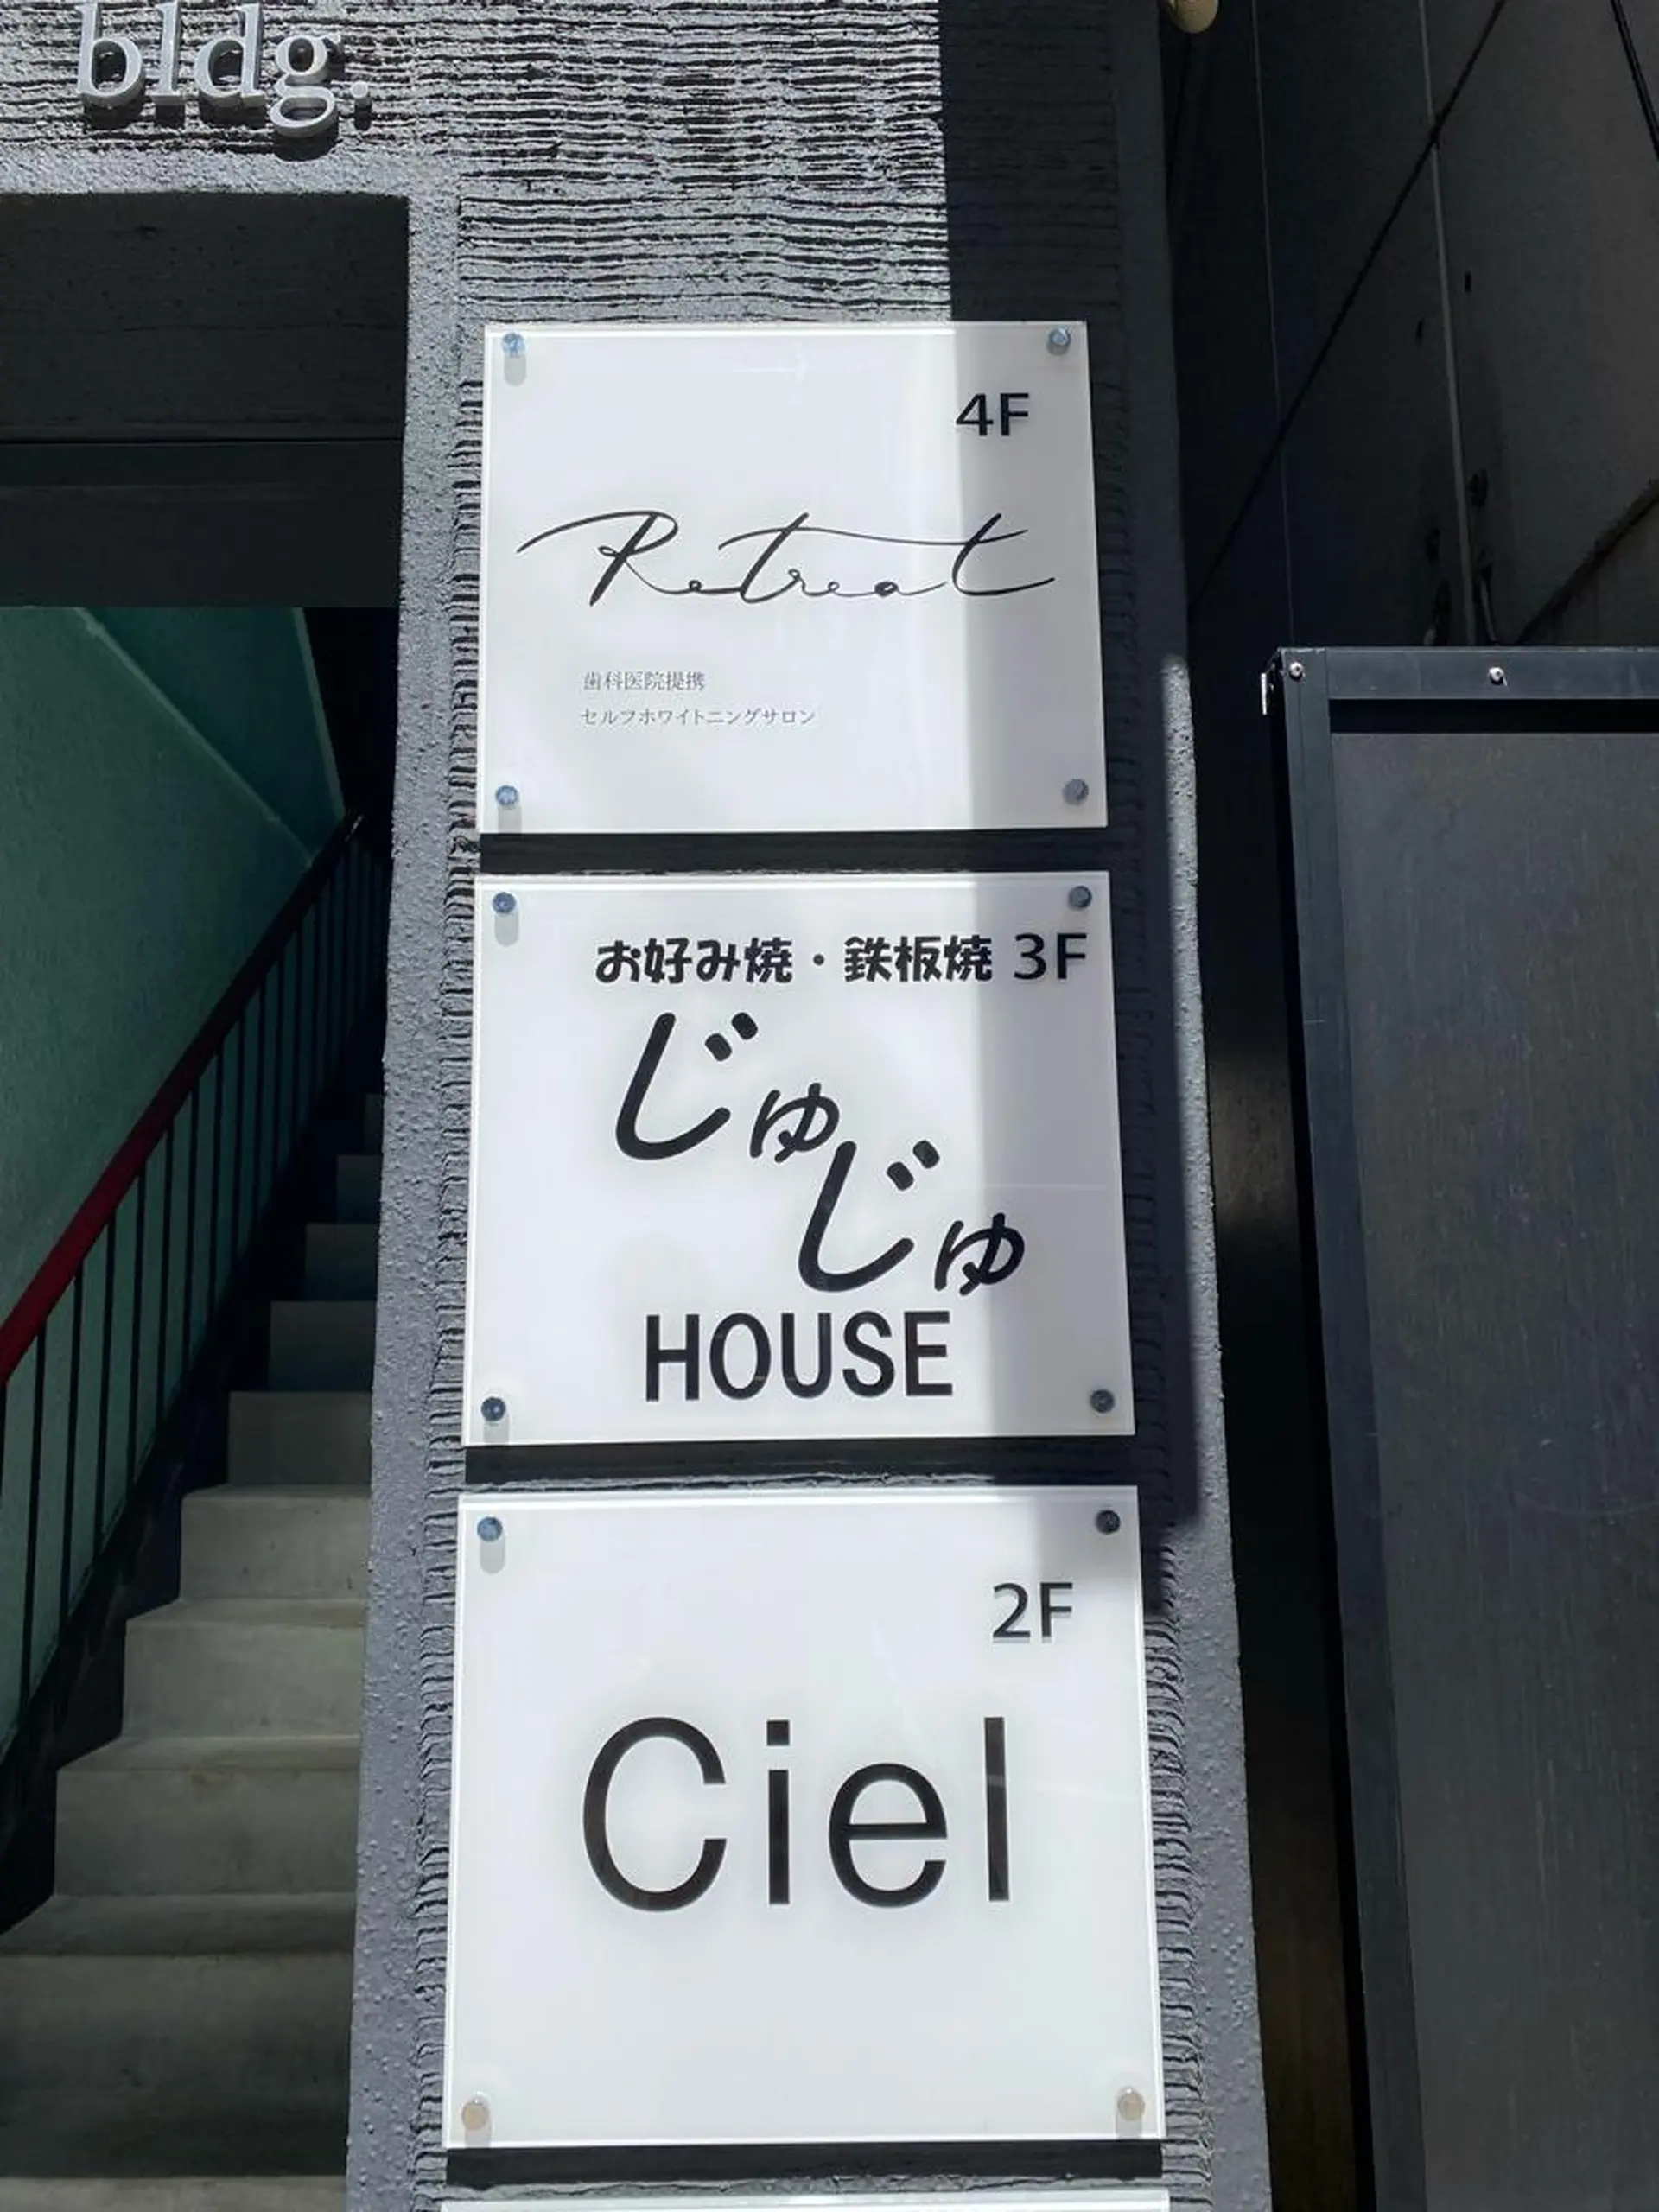 bldg.
4F
Retreat
歯科医院提携
セルフホワイトニングサロン
お好み焼・鉄板焼 3F
じゅ
じゅ
HOUSE
2F
Ciel